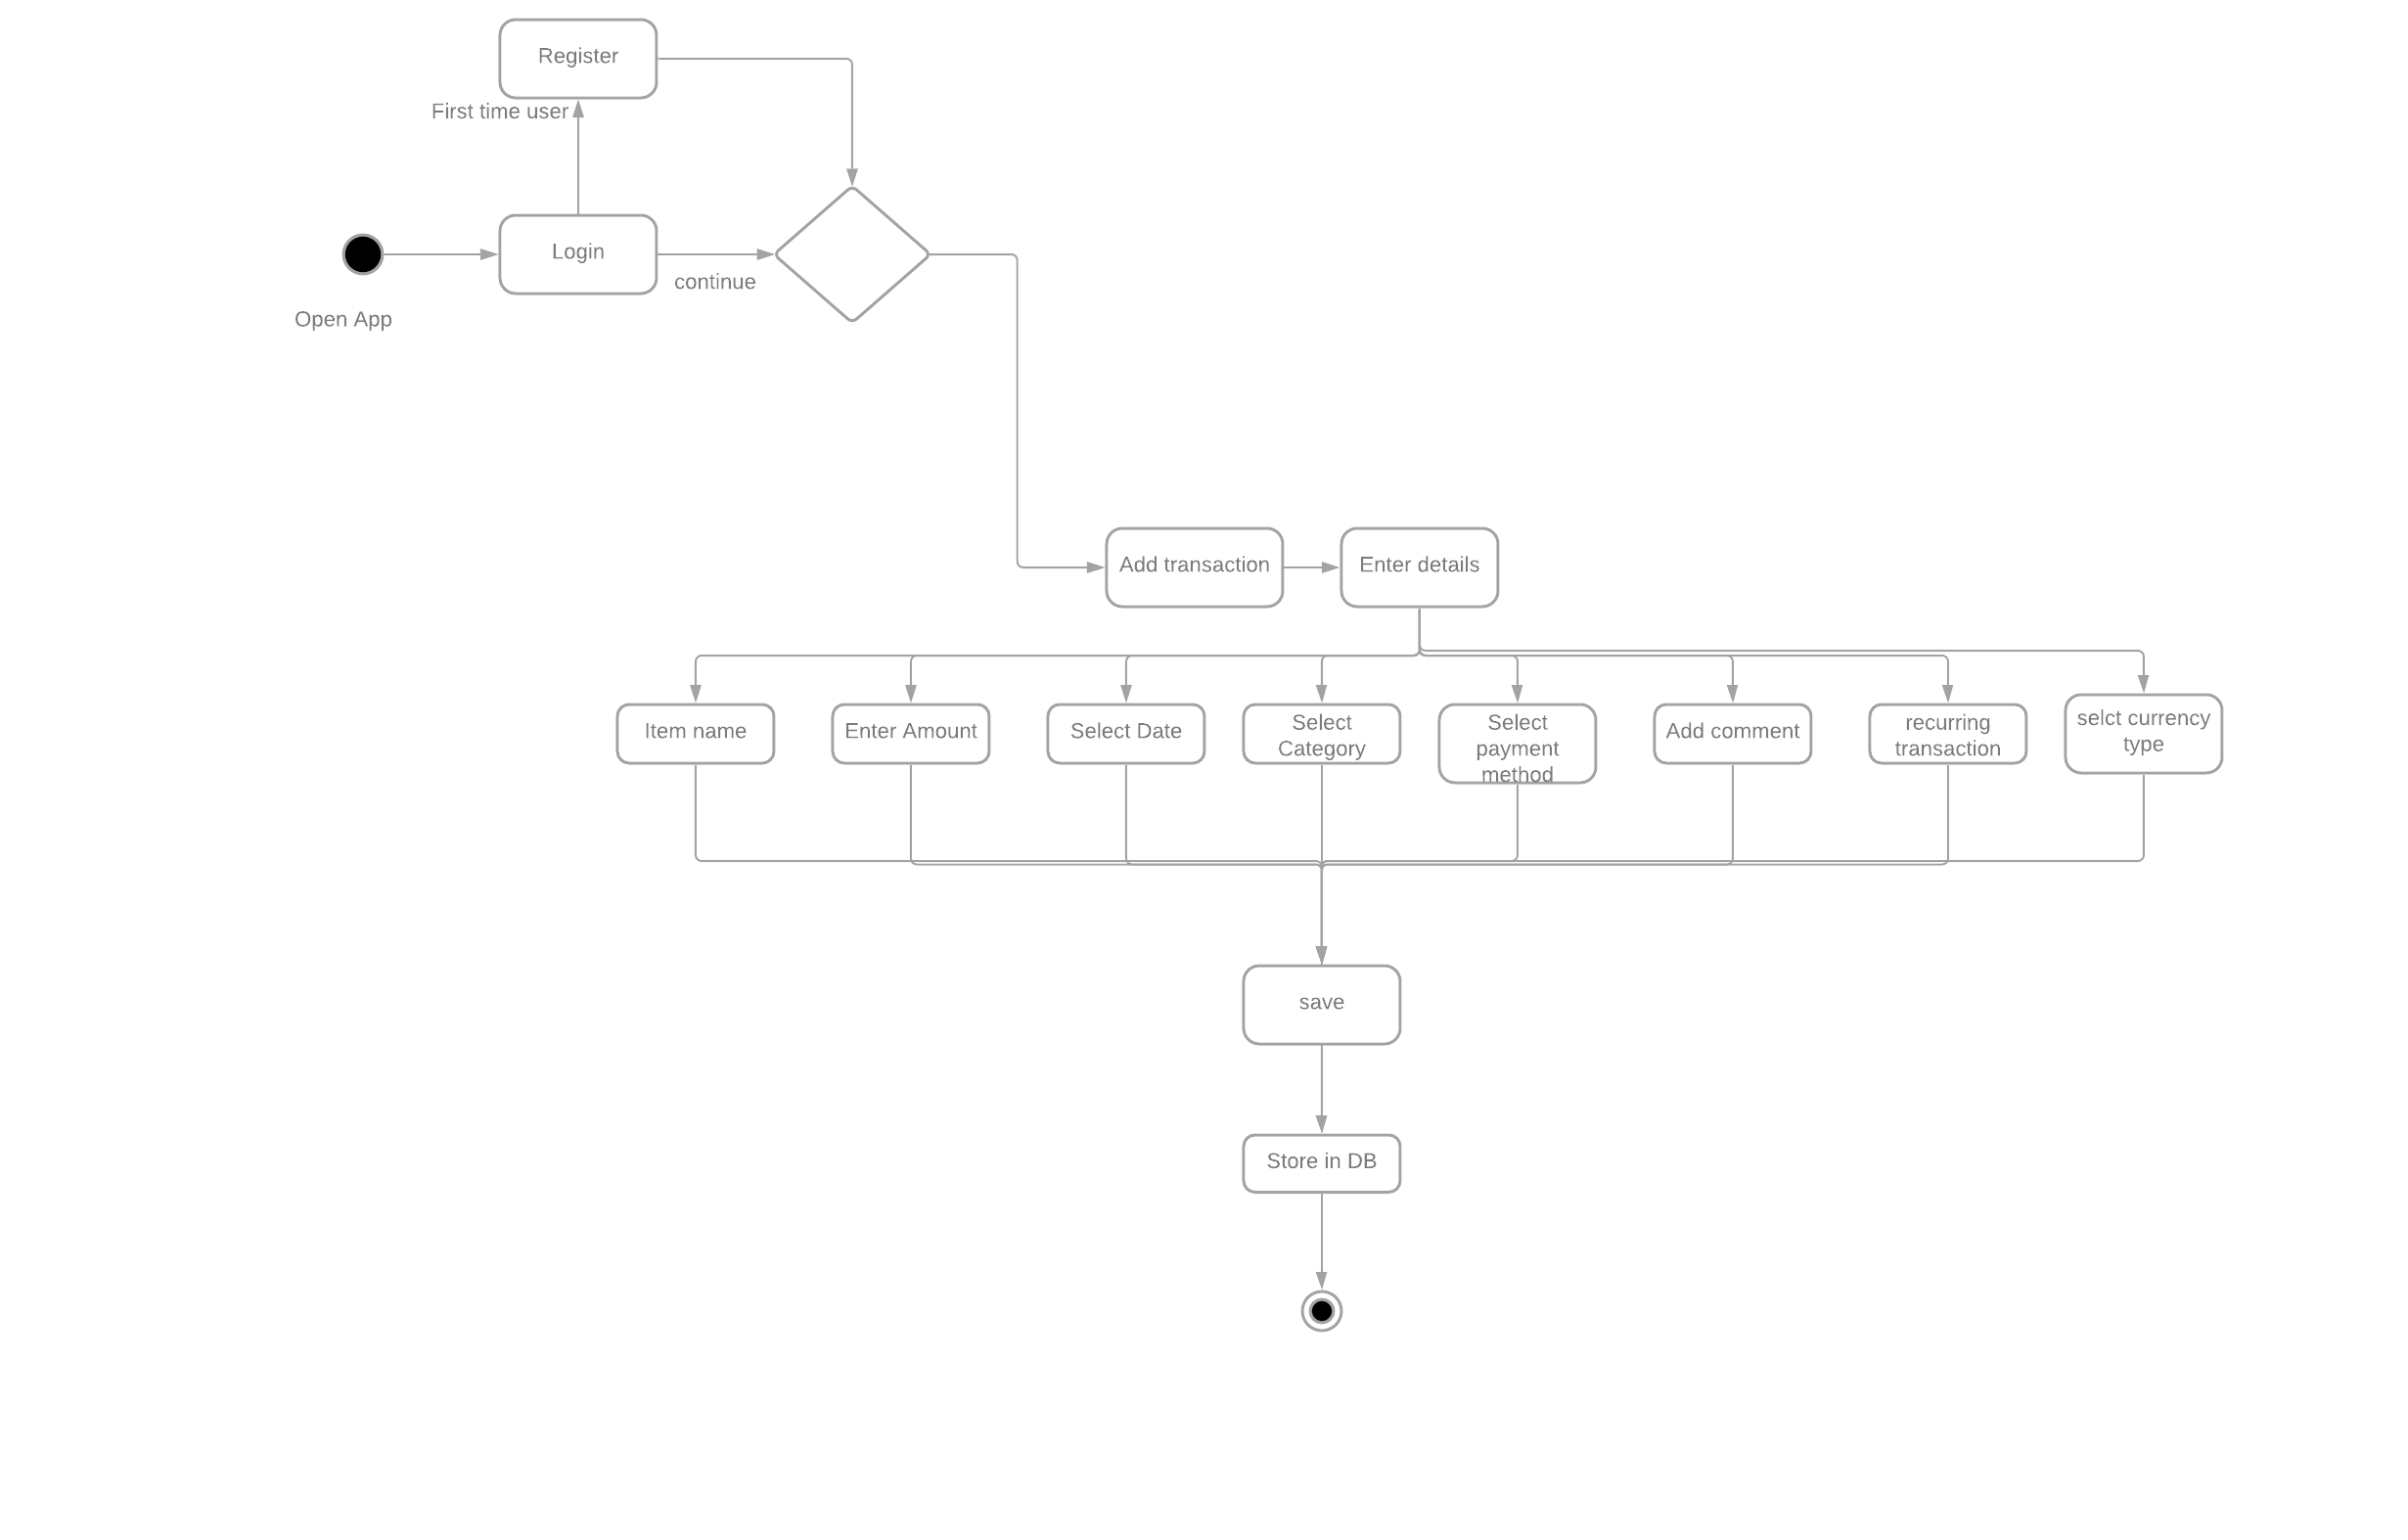 Register
First time user
Login
continue
Open App
Add transaction
Enter details
Item name
Enter Amount
Select Date
Select
Category
Select
payment
method
Add comment
recurring
transaction
selct currency
type
save
Store in DB